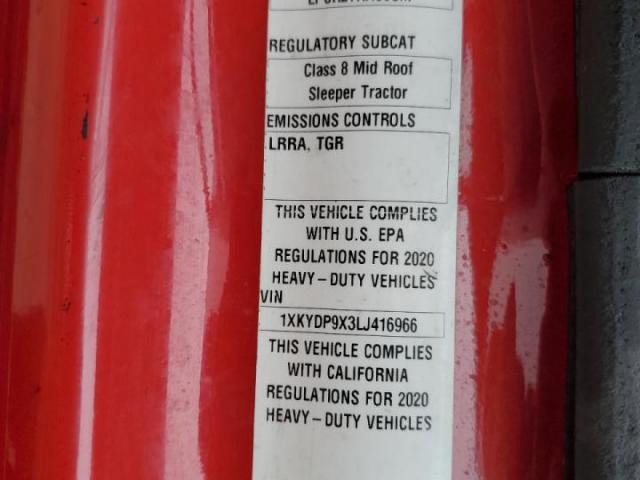 REGULATORY SUBCAT
Class 8 Mid Roof
Sleeper Tractor
EMISSIONS CONTROLS
LRRA, TGR
THIS VEHICLE COMPLIES
WITH U.S. EPA
REGULATIONS FOR 2020
HEAVY-DUTY VEHICLES
VIN
1XKYDP9X3LJ416966
THIS VEHICLE COMPLIES
WITH CALIFORNIA
REGULATIONS FOR 2020
HEAVY-DUTY VEHICLES